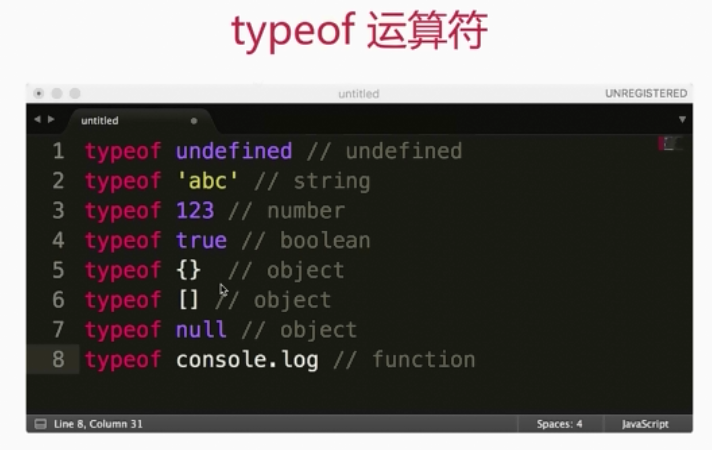 typeof 运算符
untitled
UNREGISTERED
untitled
1 typeof undefined // undefined
2 typeof 'abc' // string
3 typeof 123 // number
4 typeof true // boolean
5 typeof {}  // object
6 typeof [] // object
7 typeof null // object
8 typeof console.log // function
Line 8, Column 31
Spaces: 4
JavaScript